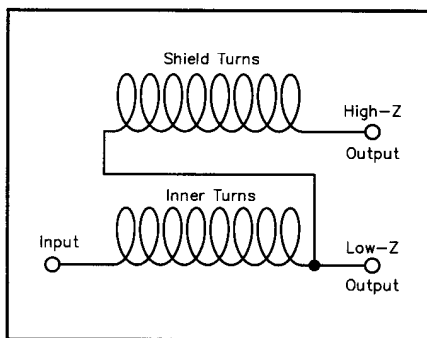 Shield Turns
High-Z
Output
Inner Turns
Input
Low-Z
Output